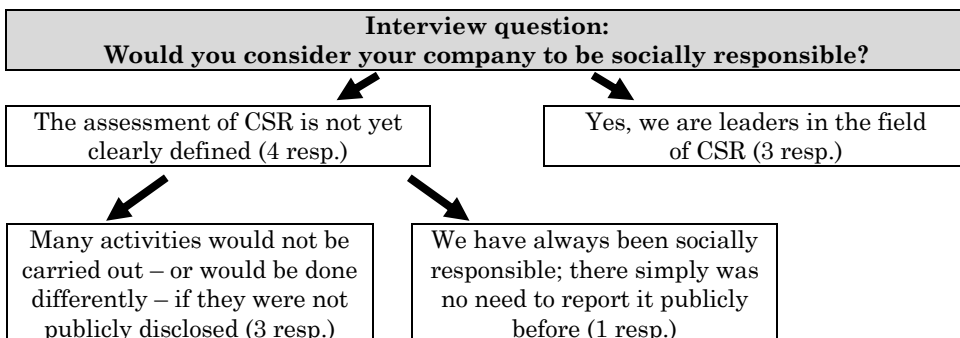 Interview question:
Would you consider your company to be socially responsible?
The assessment of CSR is not yet
clearly defined (4 resp.)
Yes, we are leaders in the field
of CSR (3 resp.)
Many activities would not be
carried out – or would be done
differently – if they were not
publicly disclosed (3 resp.)
We have always been socially
responsible; there simply was
no need to report it publicly
before (1 resp.)